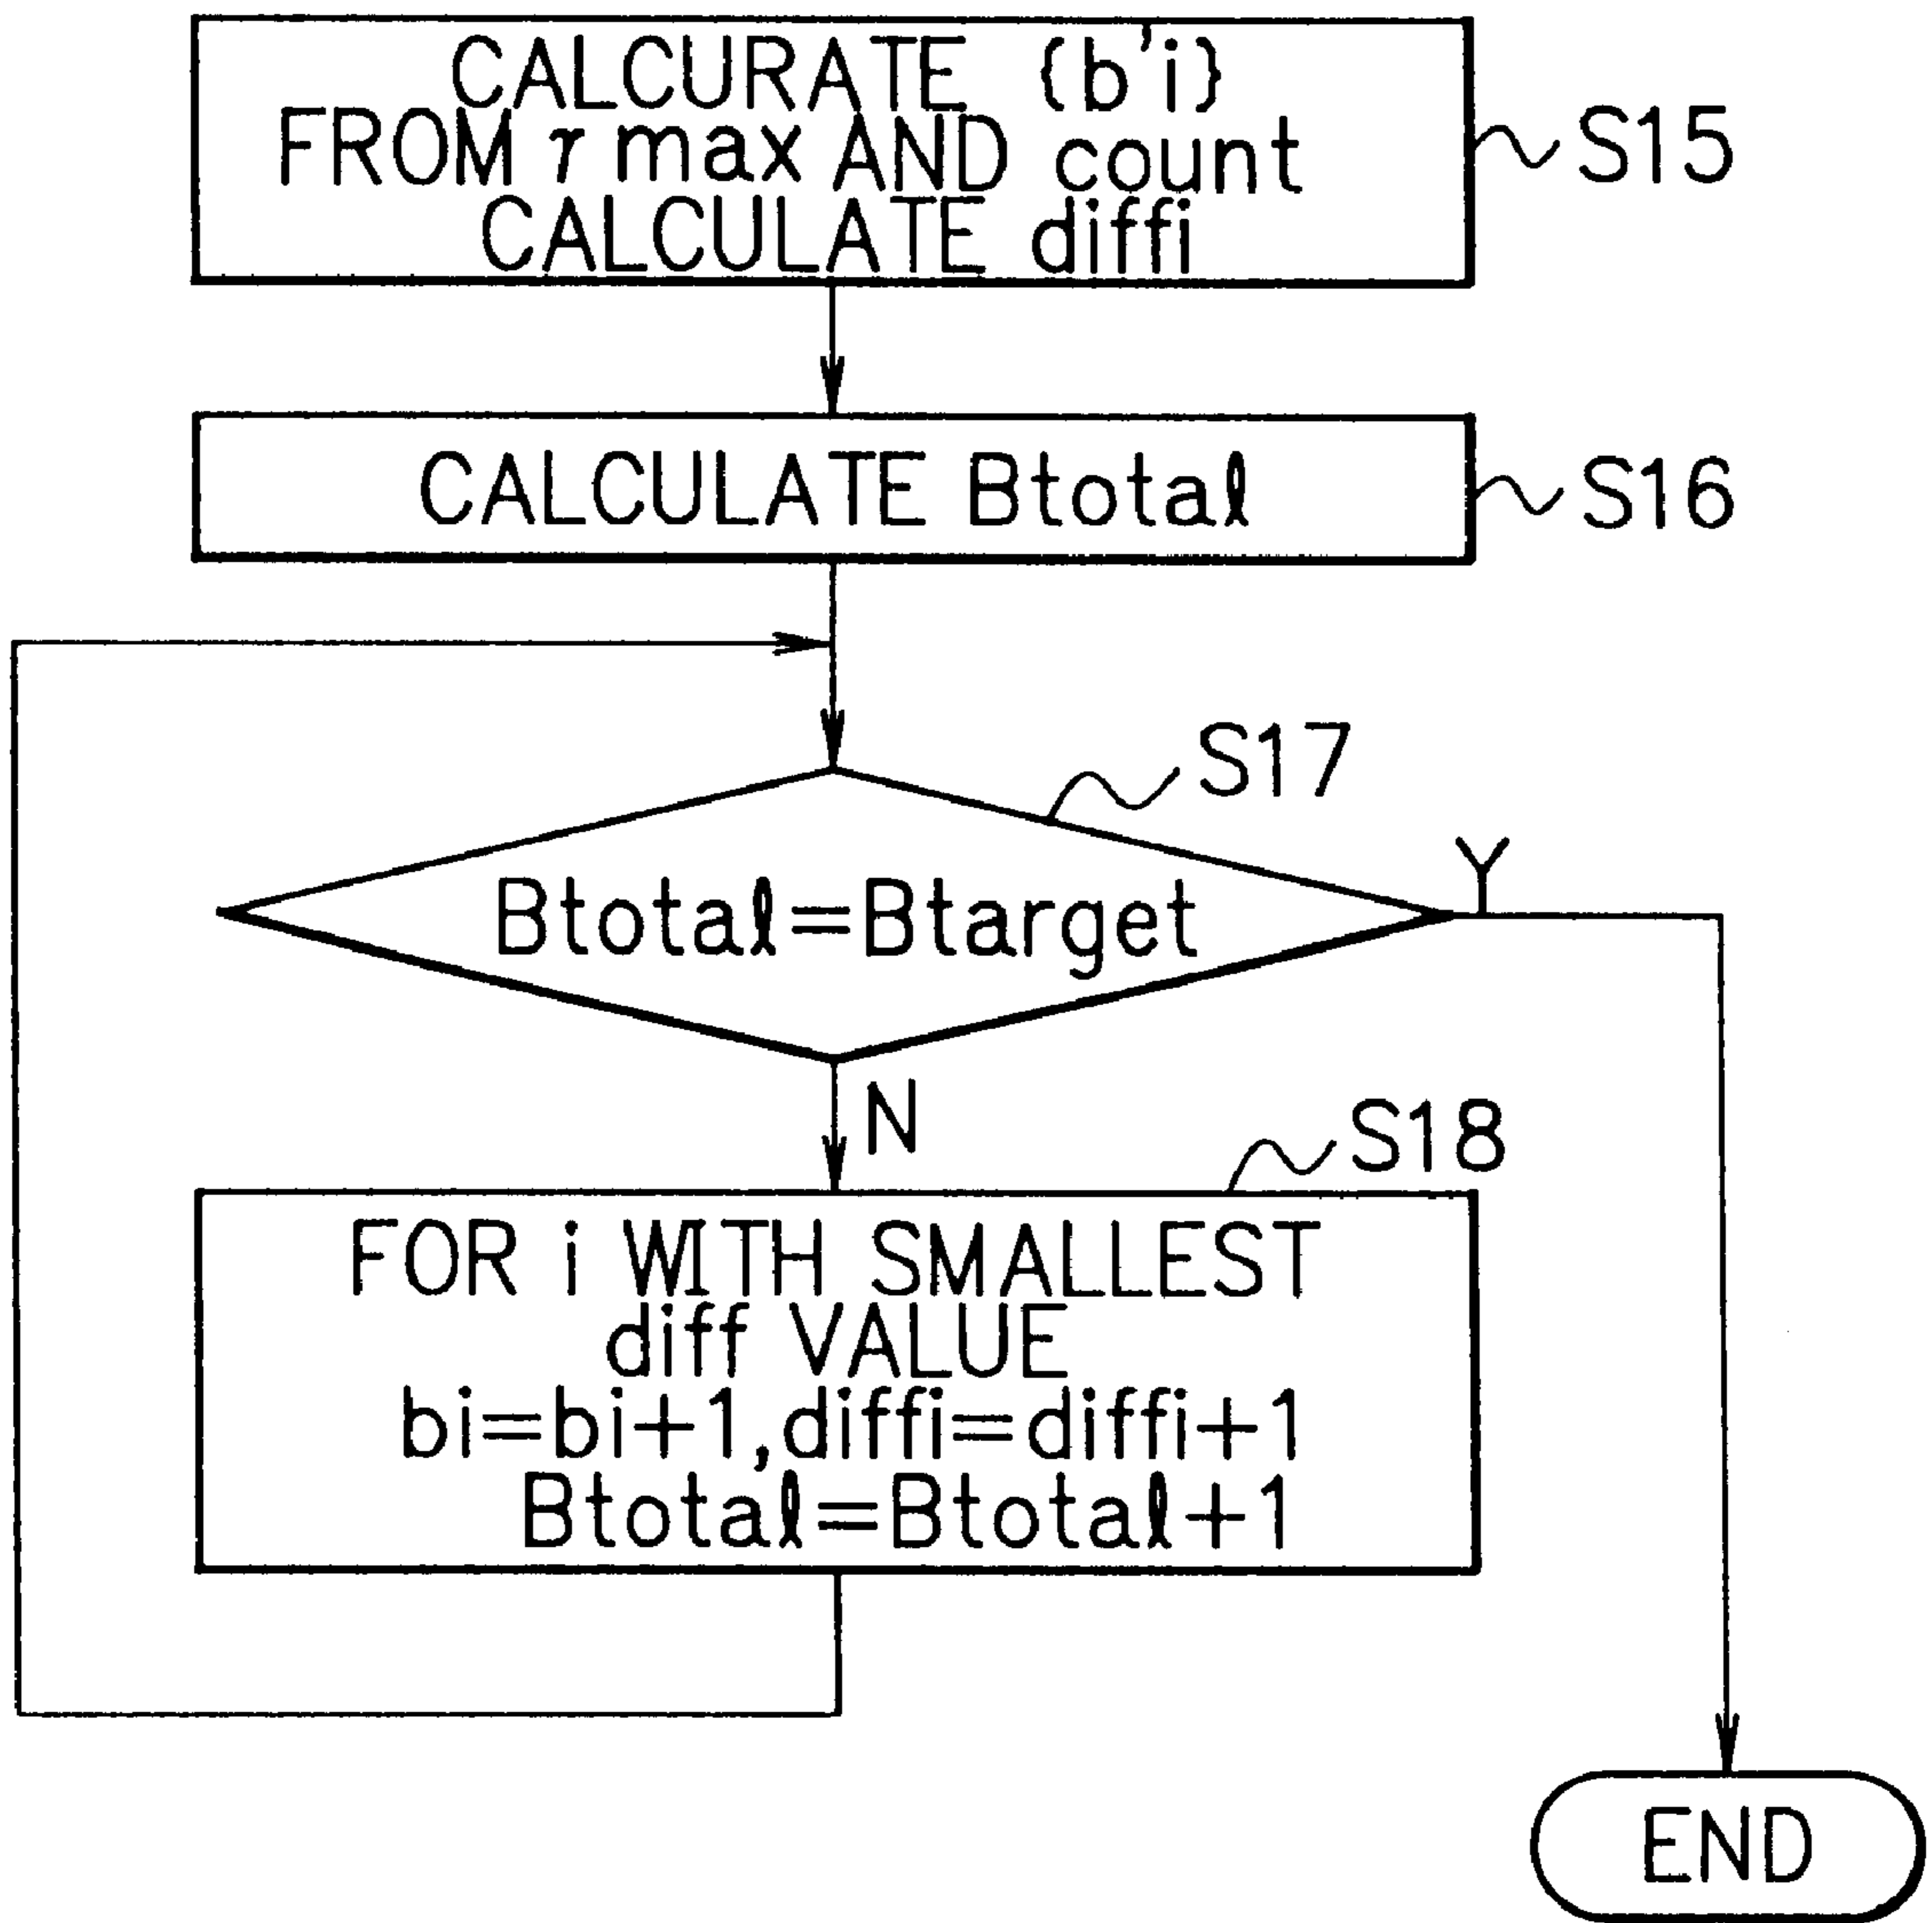 CALCURATE {b'i}
FROM γ max AND count
CALCULATE diffi
S15
CALCULATE Btotal
S16
S17
Btotal=Btarget
Y
N
S18
FOR i WITH SMALLEST
diff VALUE
bi=bi+1,diffi=diffi+1
Btotal=Btotal+1
END